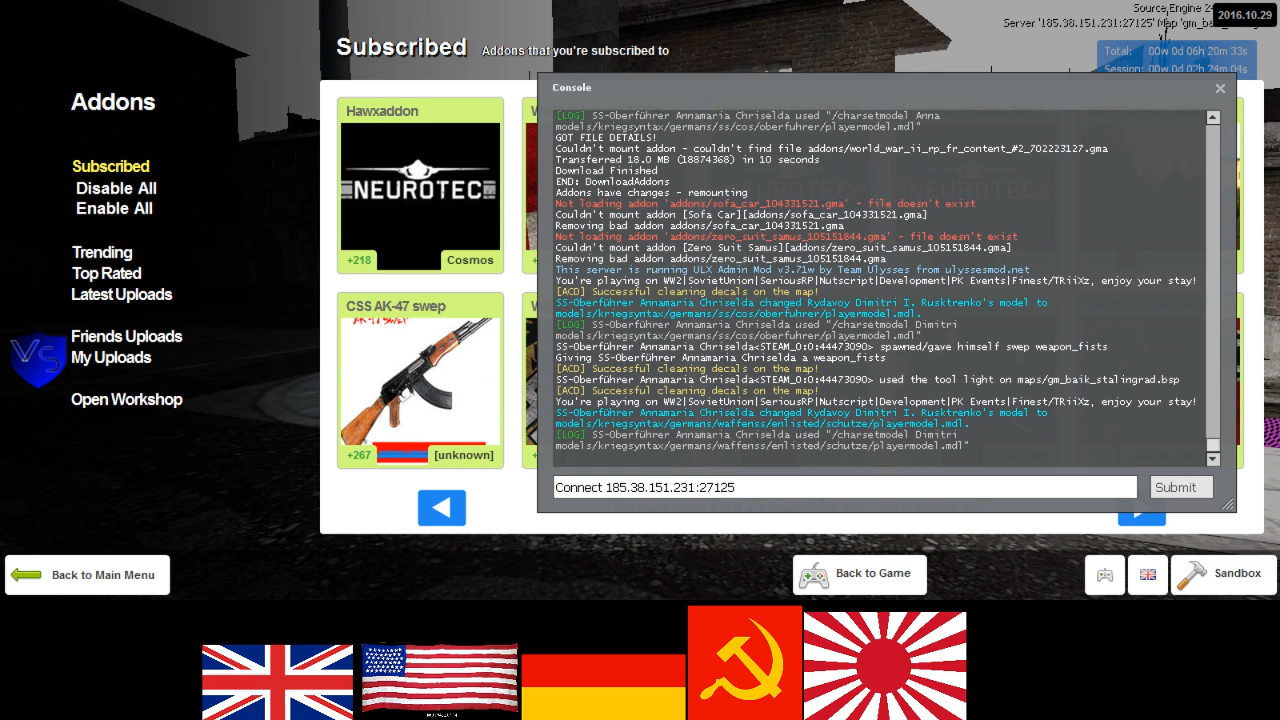 Source Engine 2
2016.10.29
Server '185.38.151.231:27125' Map 'gm_ba
Total: 00w 0d 06h 20m 33s
Session: 00w 0d 02h 24m 04s
Subscribed
Addons that you're subscribed to
Addons
Subscribed
Disable All
Enable All
Trending
Top Rated
Latest Uploads
Friends Uploads
My Uploads
Open Workshop
VS
Hawxaddon
NEUROTEC
+218
Cosmos
CSS AK-47 swep
AK-47 SWEP
+267
[unknown]
Console
[LOG] SS-Oberführer Annamaria Chriselda used "/charsetmodel Anna
models/kriegsyntax/germans/ss/cos/oberfuhrer/playermodel.mdl"
GOT FILE DETAILS!
Couldn't mount addon - couldn't find file addons/world_war_ii_rp_fr_content_#2_702223127.gma
Transferred 18.0 MB (18874368) in 10 seconds
Download Finished
END: DownloadAddons
Addons have changes - remounting
Not loading addon 'addons/sofa_car_104331521.gma' - file doesn't exist
Couldn't mount addon [Sofa Car][addons/sofa_car_104331521.gma]
Removing bad addon addons/sofa_car_104331521.gma
Not loading addon 'addons/zero_suit_samus_105151844.gma' - file doesn't exist
Couldn't mount addon [Zero Suit Samus][addons/zero_suit_samus_105151844.gma]
Removing bad addon addons/zero_suit_samus_105151844.gma
This server is running ULX Admin Mod v3.71w by Team Ulysses from ulyssesmod.net
You're playing on WW2|SovietUnion|SeriousRP|Nutscript|Development|PK Events|Finest/TRiiXz, enjoy your stay!
[ACD] Successful cleaning decals on the map!
SS-Oberführer Annamaria Chriselda changed Rydavoy Dimitri I. Rusktrenko's model to
models/kriegsyntax/germans/ss/cos/oberfuhrer/playermodel.mdl.
[LOG] SS-Oberführer Annamaria Chriselda used "/charsetmodel Dimitri
models/kriegsyntax/germans/ss/cos/oberfuhrer/playermodel.mdl"
SS-Oberführer Annamaria Chriselda<STEAM_0:0:44473090> spawned/gave himself swep weapon_fists
Giving SS-Oberführer Annamaria Chriselda a weapon_fists
[ACD] Successful cleaning decals on the map!
SS-Oberführer Annamaria Chriselda<STEAM_0:0:44473090> used the tool light on maps/gm_baik_stalingrad.bsp
[ACD] Successful cleaning decals on the map!
You're playing on WW2|SovietUnion|SeriousRP|Nutscript|Development|PK Events|Finest/TRiiXz, enjoy your stay!
SS-Oberführer Annamaria Chriselda changed Rydavoy Dimitri I. Rusktrenko's model to
models/kriegsyntax/waffenss/enlisted/schutze/playermodel.mdl.
[LOG] SS-Oberführer Annamaria Chriselda used "/charsetmodel Dimitri
models/kriegsyntax/waffenss/enlisted/schutze/playermodel.mdl"
Connect 185.38.151.231:27125
Submit
Back to Main Menu
Back to Game
Sandbox